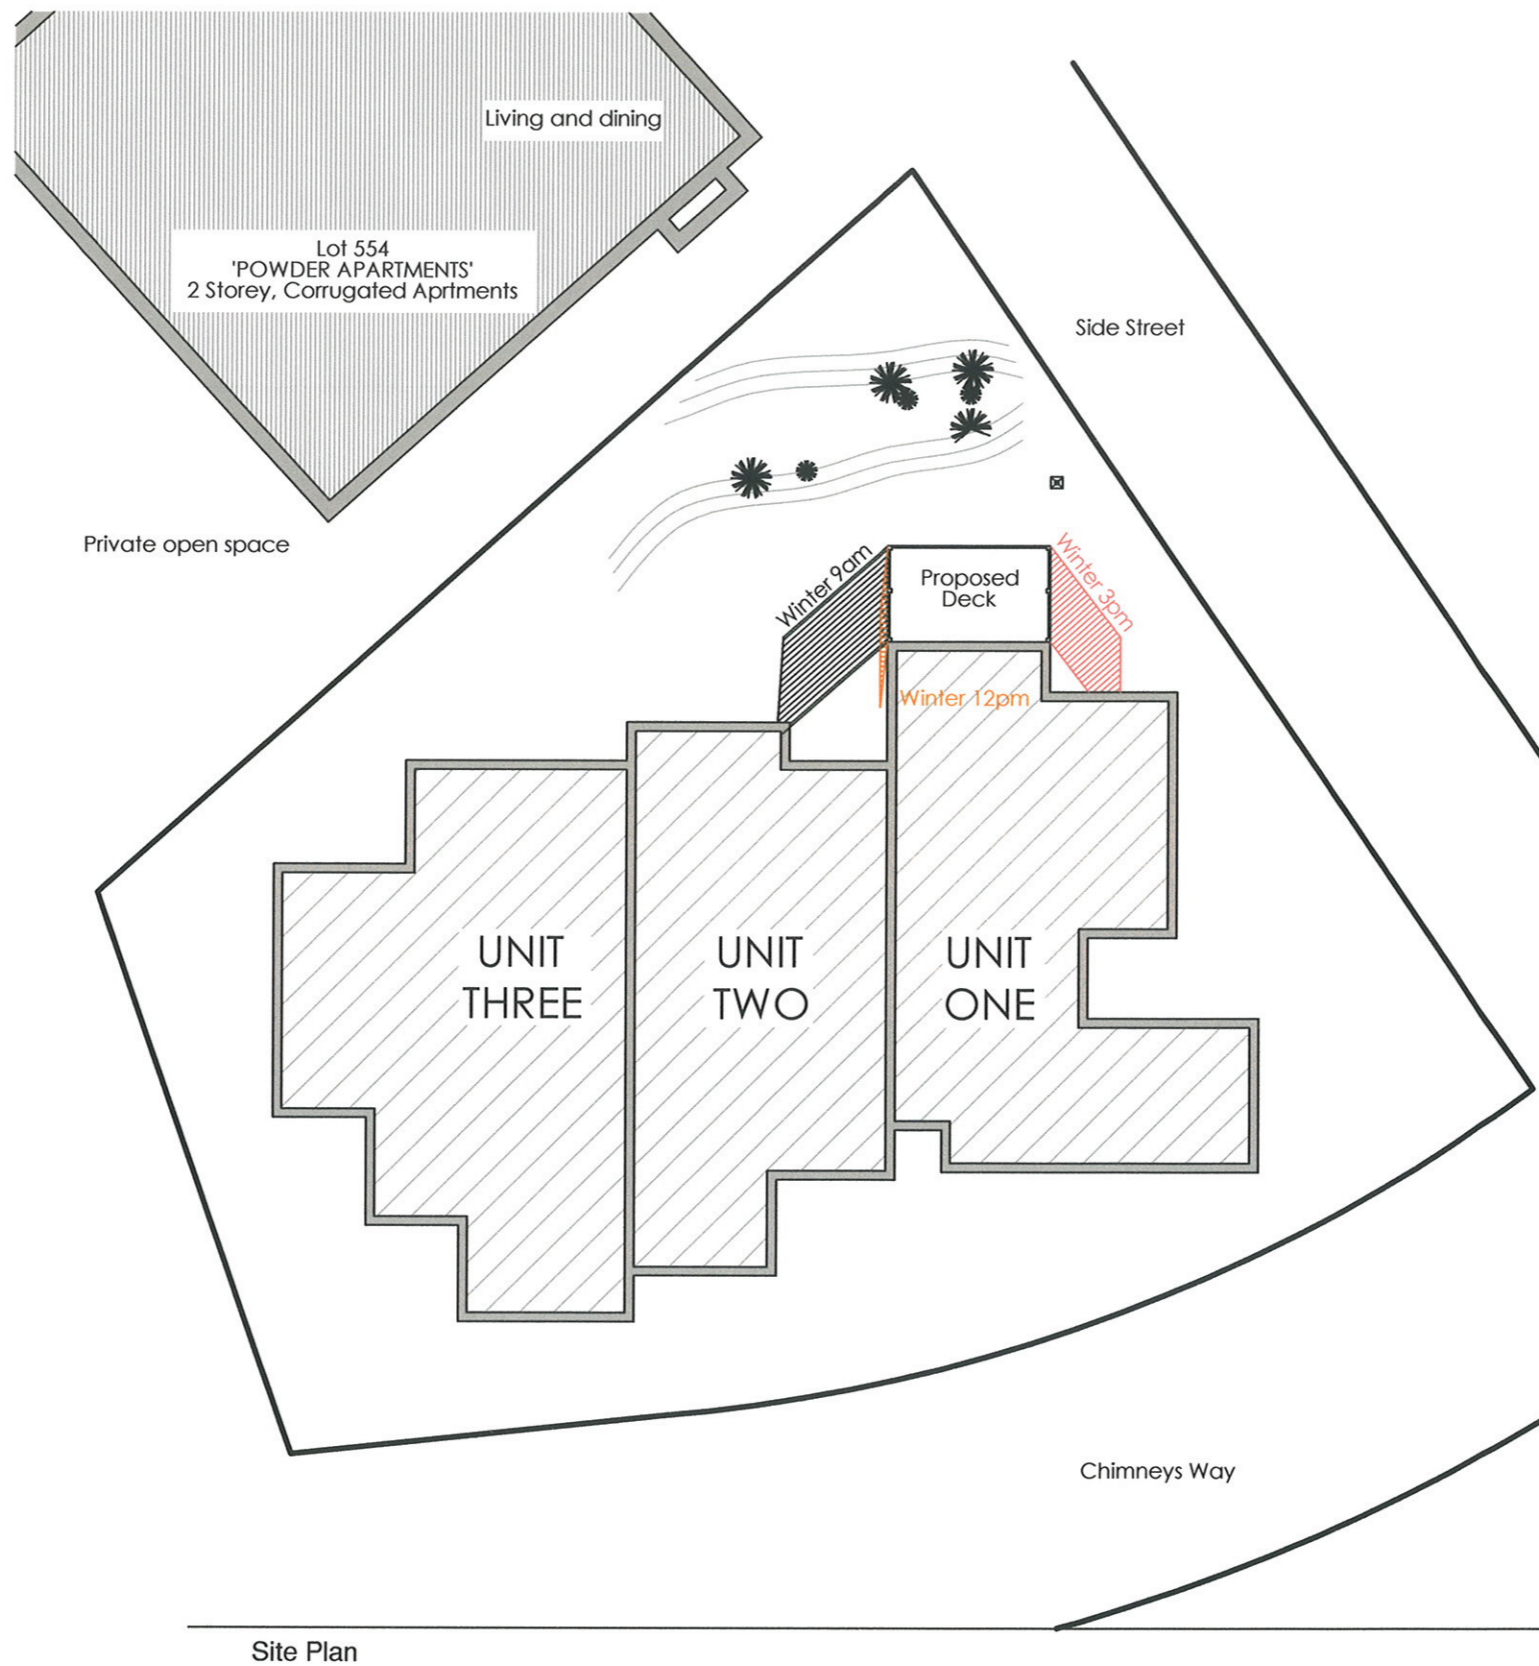 Living and dining
Lot 554
'POWDER APARTMENTS'
2 Storey, Corrugated Aprtments
Side Street
Private open space
Winter 9am
Proposed
Deck
Winter 3pm
Winter 12pm
UNIT
THREE
UNIT
TWO
UNIT
ONE
Chimneys Way
Site Plan